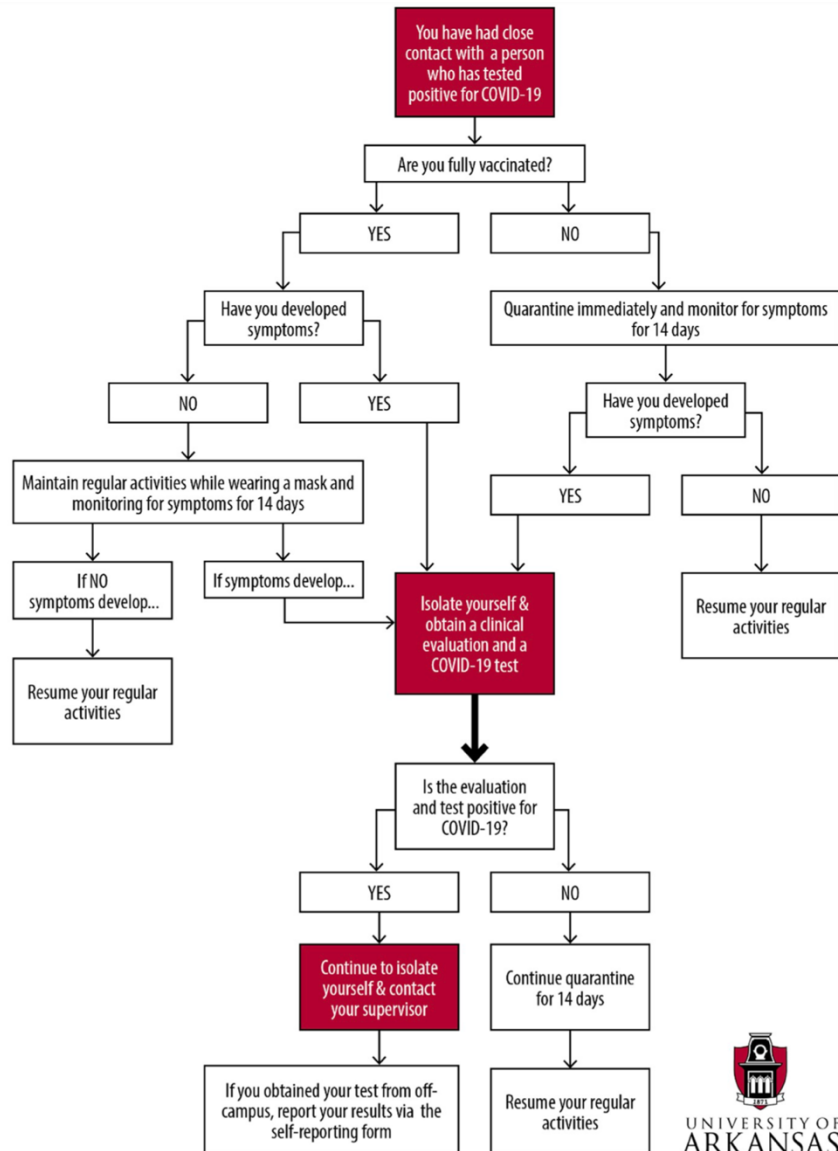 You have had close
contact with a person
who has tested
positive for COVID-19
Are you fully vaccinated?
YES
NO
Have you developed
symptoms?
Quarantine immediately and monitor for symptoms
for 14 days
NO
YES
Have you developed
symptoms?
Maintain regular activities while wearing a mask and
monitoring for symptoms for 14 days
YES
NO
If NO
symptoms develop...
If symptoms develop...
Isolate yourself &
obtain a clinical
evaluation and a
COVID-19 test
Resume your regular
activities
Resume your regular
activities
Is the evaluation
and test positive for
COVID-19?
YES
NO
Continue to isolate
yourself & contact
your supervisor
Continue quarantine
for 14 days
If you obtained your test from off-
campus, report your results via the
self-reporting form
Resume your regular
activities
1871
UNIVERSITY OF
ARKANSAS